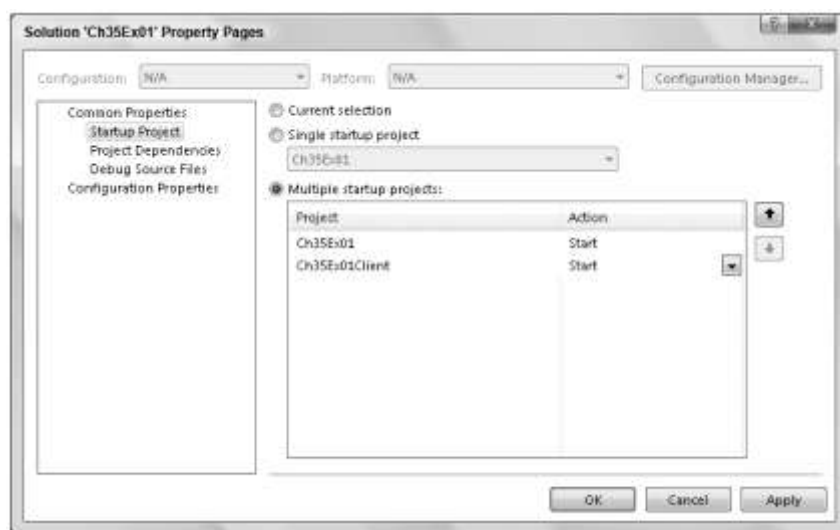 Solution 'Ch35Ex01' Property Pages
Configuration: N/A Platform: N/A Configuration Manager...
Common Properties
Startup Project
Project Dependencies
Debug Source Files
Configuration Properties
Current selection
Single startup project
Ch35Ex01
Multiple startup projects:
Project Action
Ch35Ex01 Start
Ch35Ex01Client Start
OK Cancel Apply